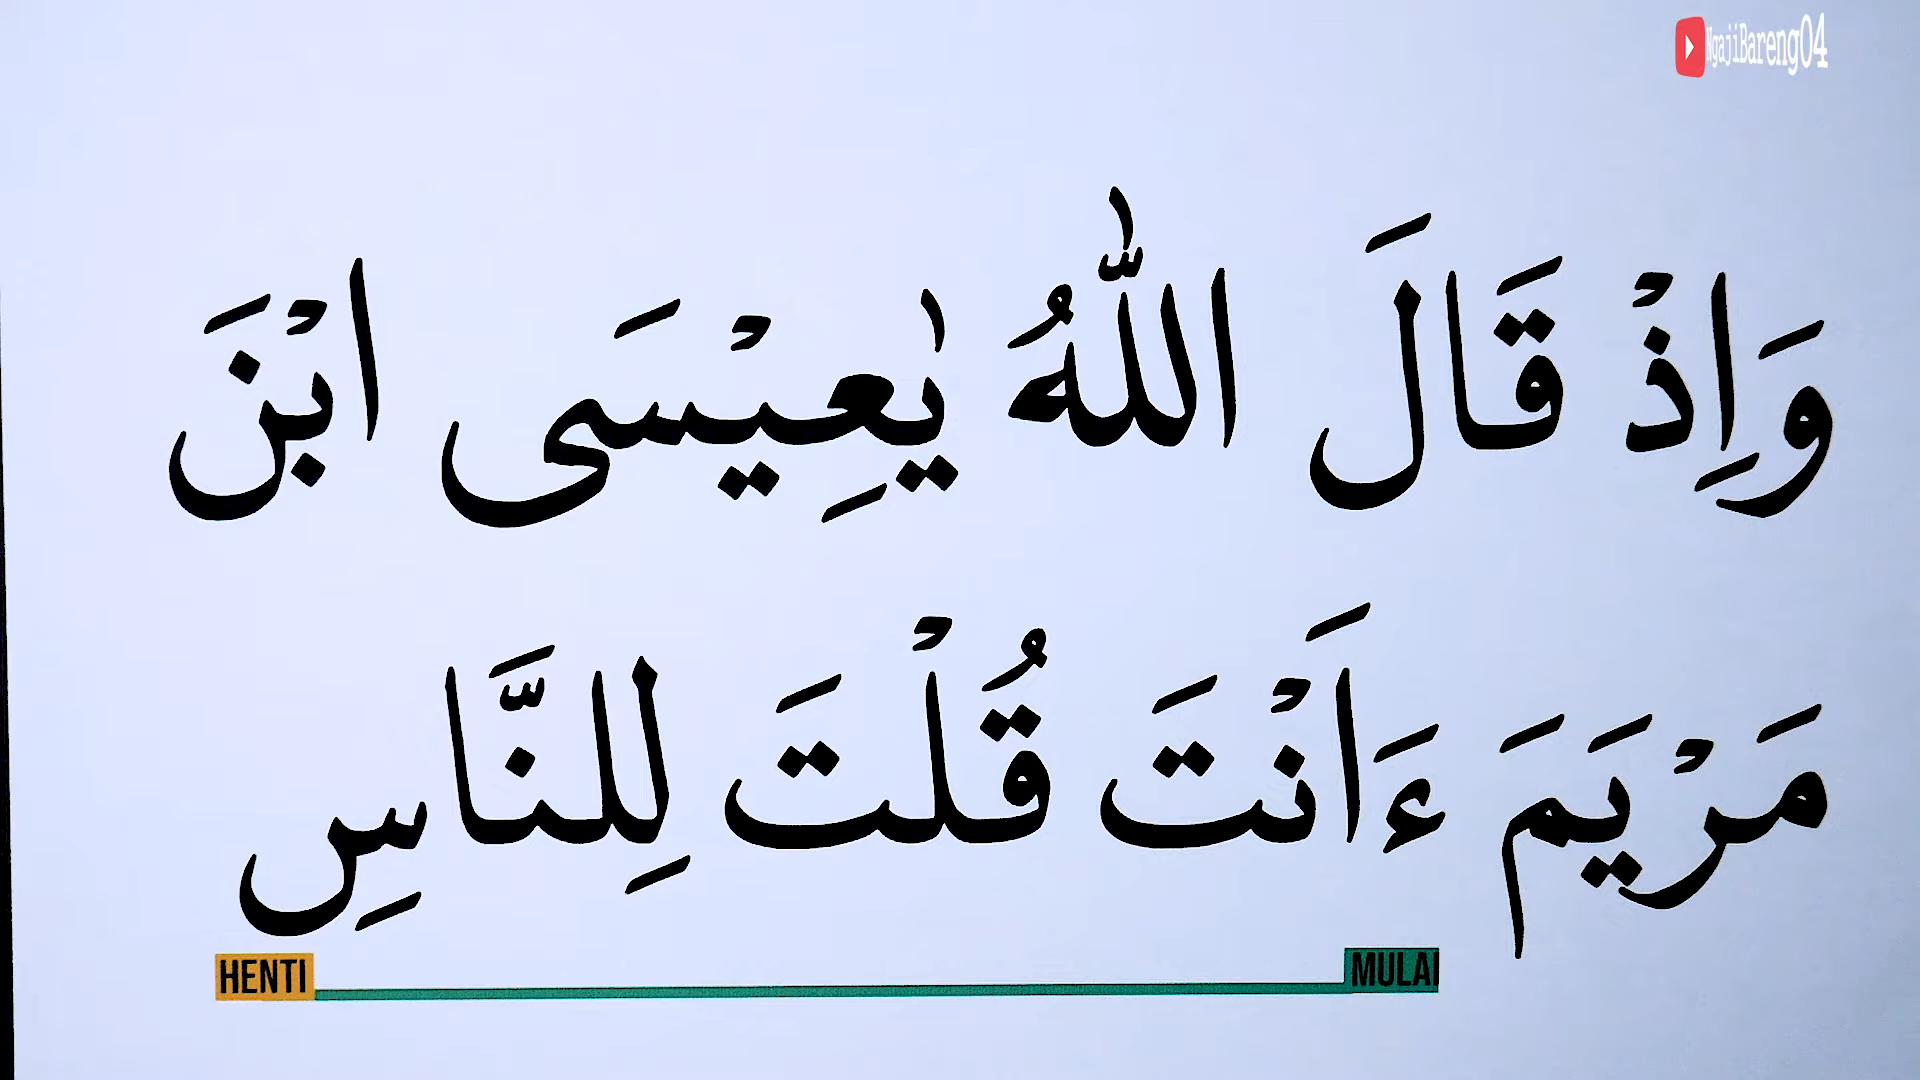 NgajiBareng04
وَاِذْ قَالَ اللّٰهُ يٰعِيْسَى ابْنَ
مَرْيَمَ ءَاَنْتَ قُلْتَ لِلنَّاسِ
HENTI MULAI